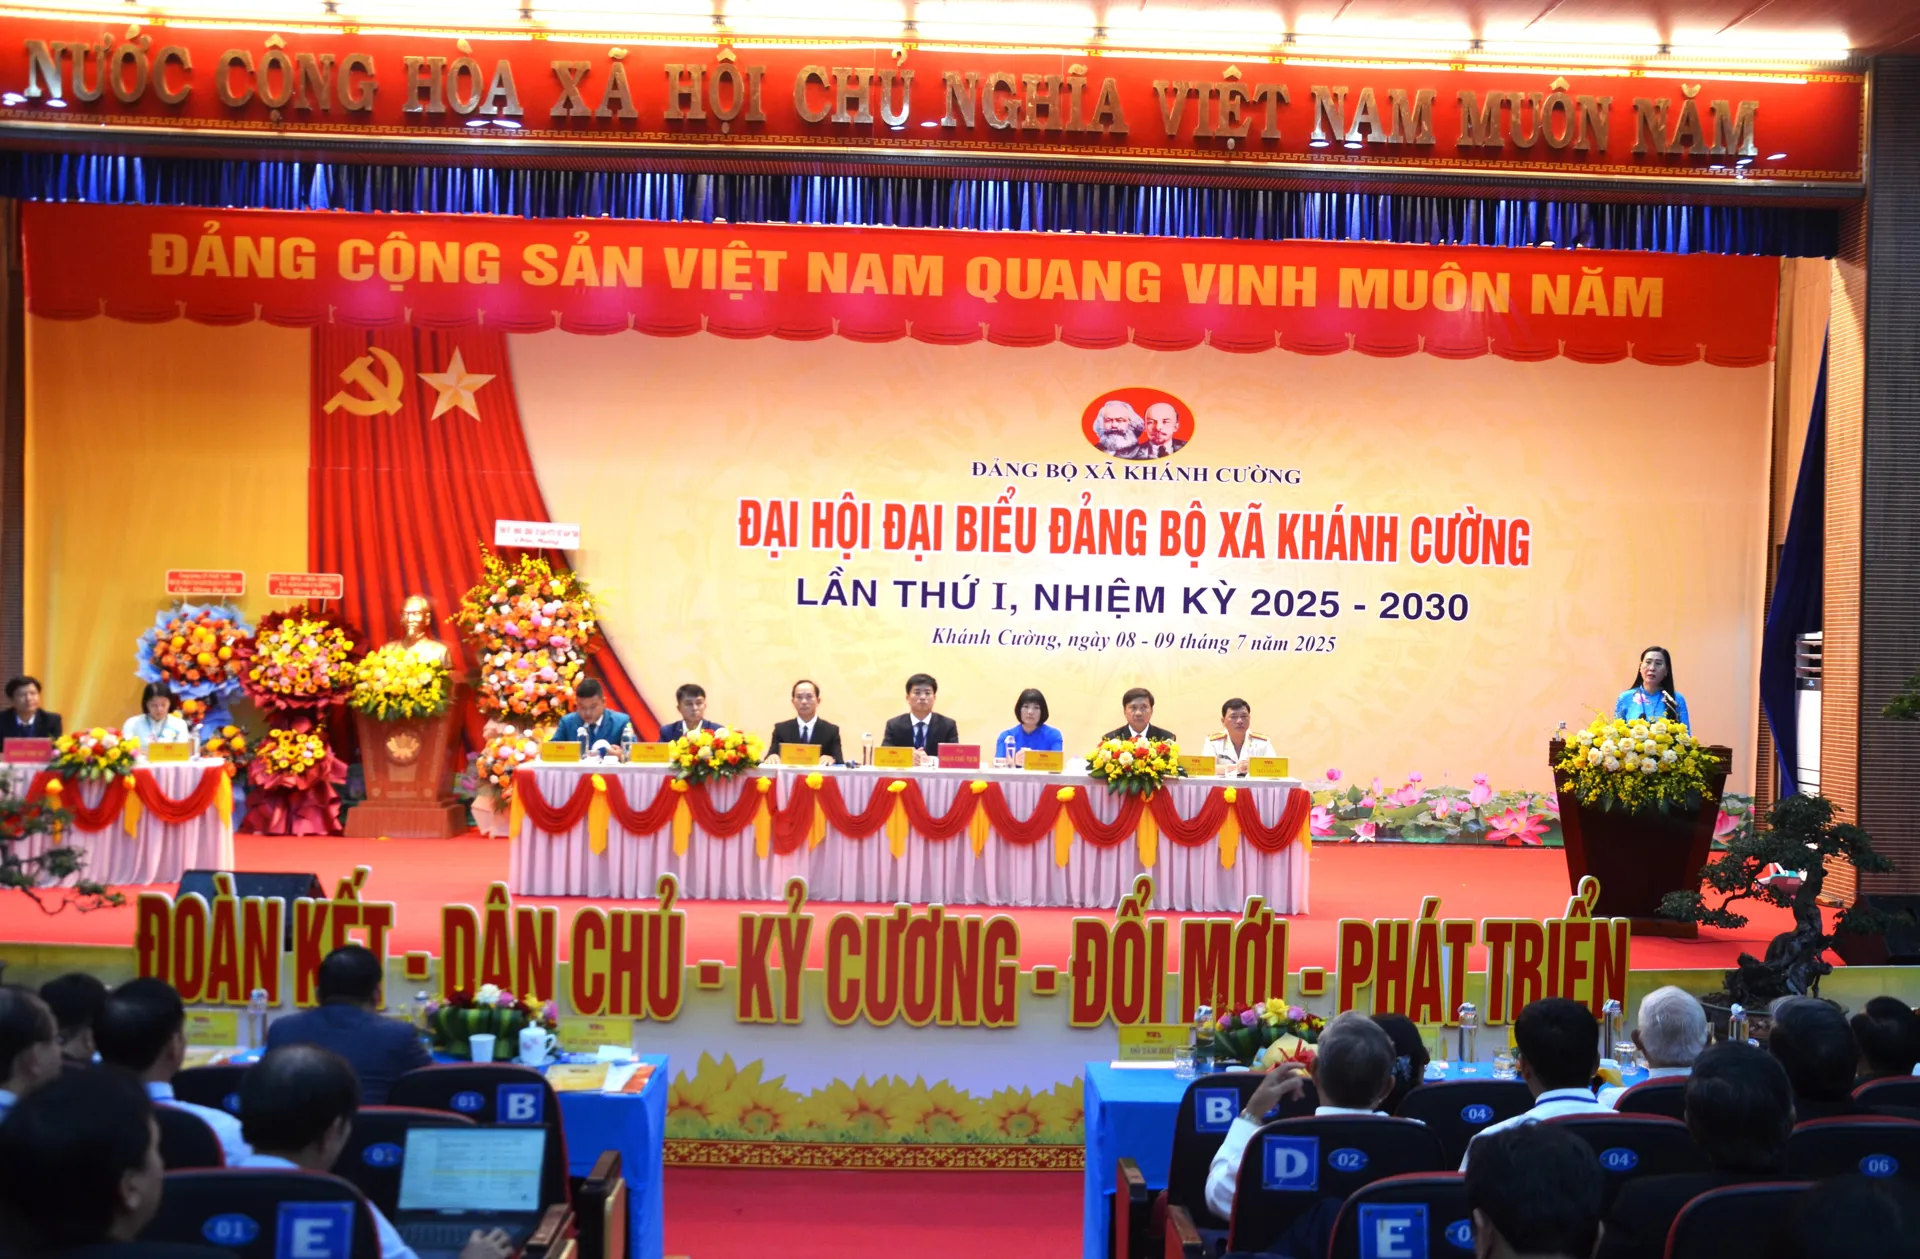 NƯỚC CỘNG HÒA XÃ HỘI CHỦ NGHĨA VIỆT NAM MUÔN NĂM
ĐẢNG CỘNG SẢN VIỆT NAM QUANG VINH MUÔN NĂM
ĐẢNG BỘ XÃ KHÁNH CƯỜNG
ĐẠI HỘI ĐẠI BIỂU ĐẢNG BỘ XÃ KHÁNH CƯỜNG
LẦN THỨ I, NHIỆM KỲ 2025 - 2030
Khánh Cường, ngày 08 - 09 tháng 7 năm 2025
ĐOÀN KẾT - DÂN CHỦ - KỶ CƯƠNG - ĐỔI MỚI - PHÁT TRIỂN
01
B
B
04
01
D
02
04
06
01
E
E